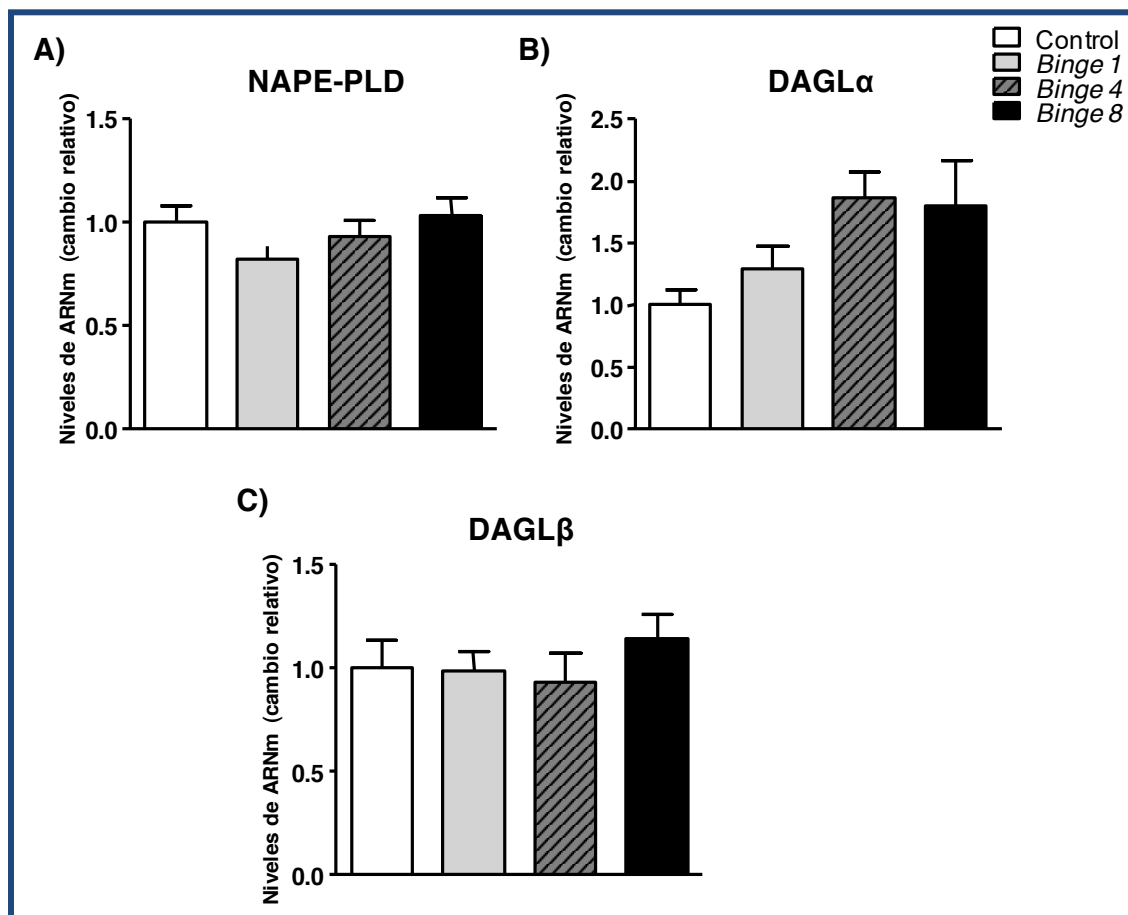 A)
NAPE-PLD
Niveles de ARNm (cambio relativo)
1.5
1.0
0.5
0.0
B)
DAGLα
Niveles de ARNm (cambio relativo)
2.5
2.0
1.5
1.0
0.5
0.0
Control
Binge 1
Binge 4
Binge 8
C)
DAGLβ
Niveles de ARNm (cambio relativo)
1.5
1.0
0.5
0.0